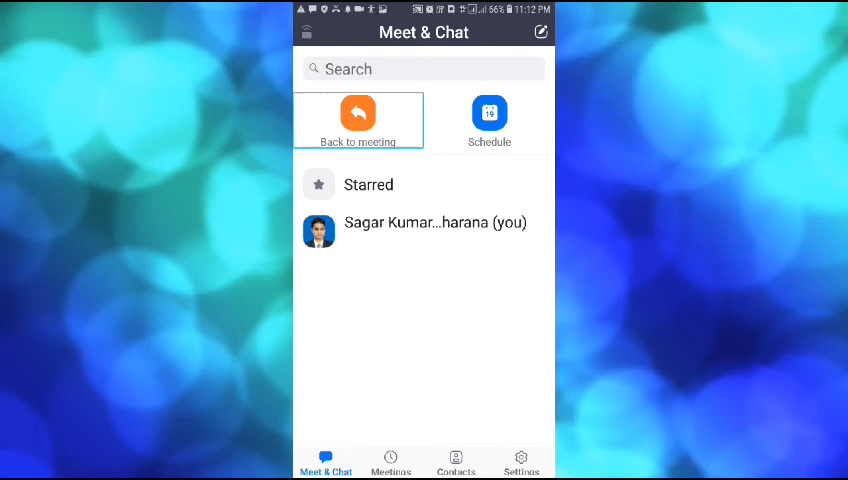 66% 11:12 PM
Meet & Chat
Search
19
Back to meeting
Schedule
Starred
Sagar Kumar...harana (you)
Meet & Chat
Meetings
Contacts
Settings